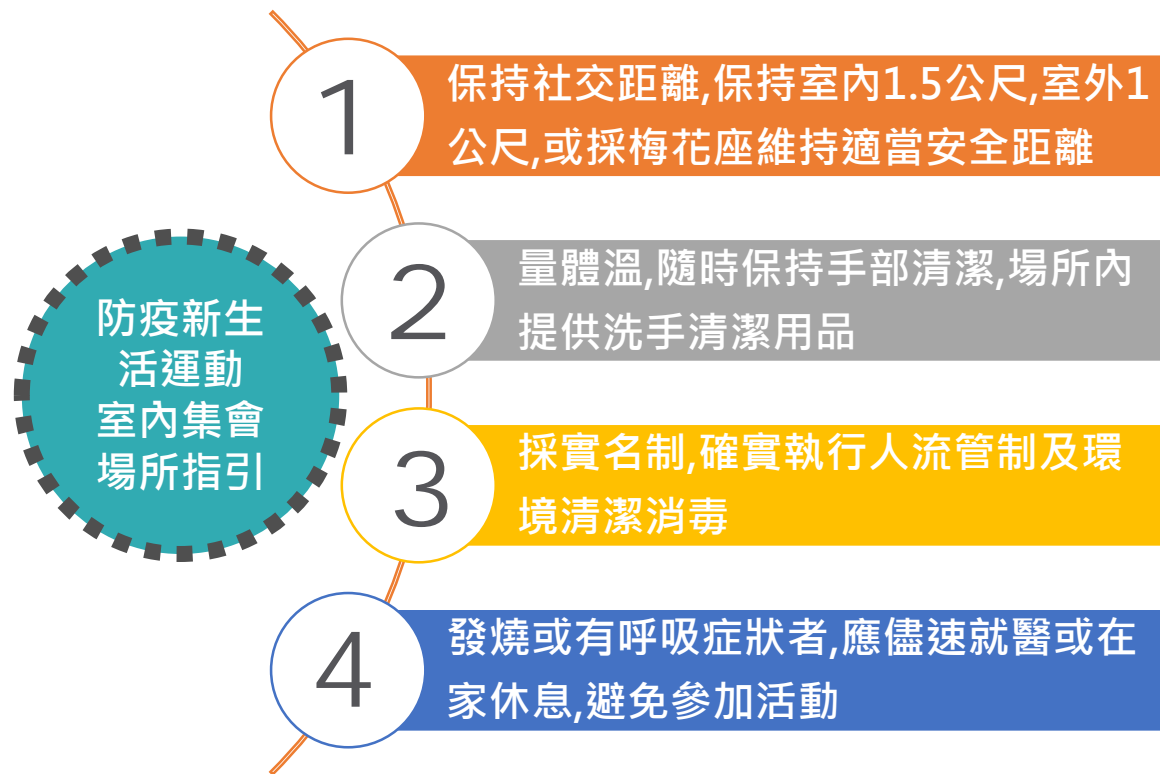 防疫新生
活運動
室內集會
場所指引
1
保持社交距離,保持室內1.5公尺,室外1
公尺,或採梅花座維持適當安全距離
2
量體溫,隨時保持手部清潔,場所內
提供洗手清潔用品
3
採實名制,確實執行人流管制及環
境清潔消毒
4
發燒或有呼吸症狀者,應儘速就醫或在
家休息,避免參加活動